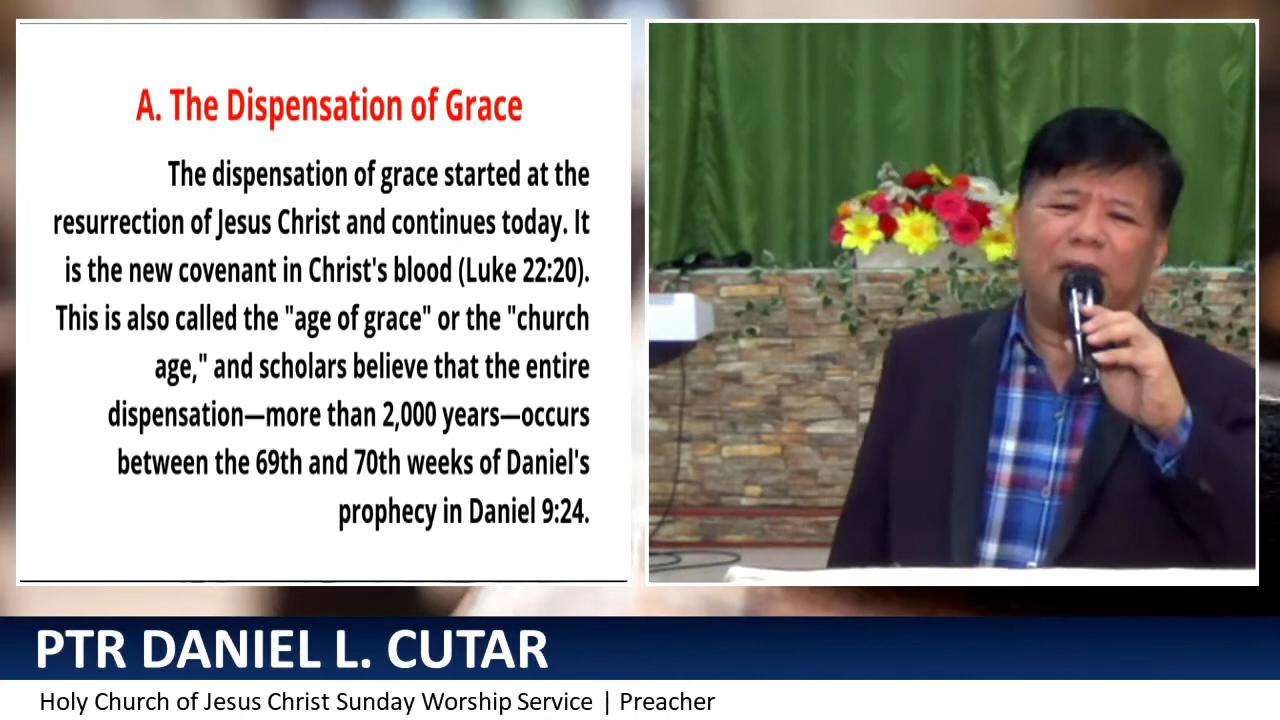 A. The Dispensation of Grace
The dispensation of grace started at the
resurrection of Jesus Christ and continues today. It
is the new covenant in Christ's blood (Luke 22:20).
This is also called the "age of grace" or the "church
age," and scholars believe that the entire
dispensation—more than 2,000 years—occurs
between the 69th and 70th weeks of Daniel's
prophecy in Daniel 9:24.
PTR DANIEL L. CUTAR
Holy Church of Jesus Christ Sunday Worship Service | Preacher